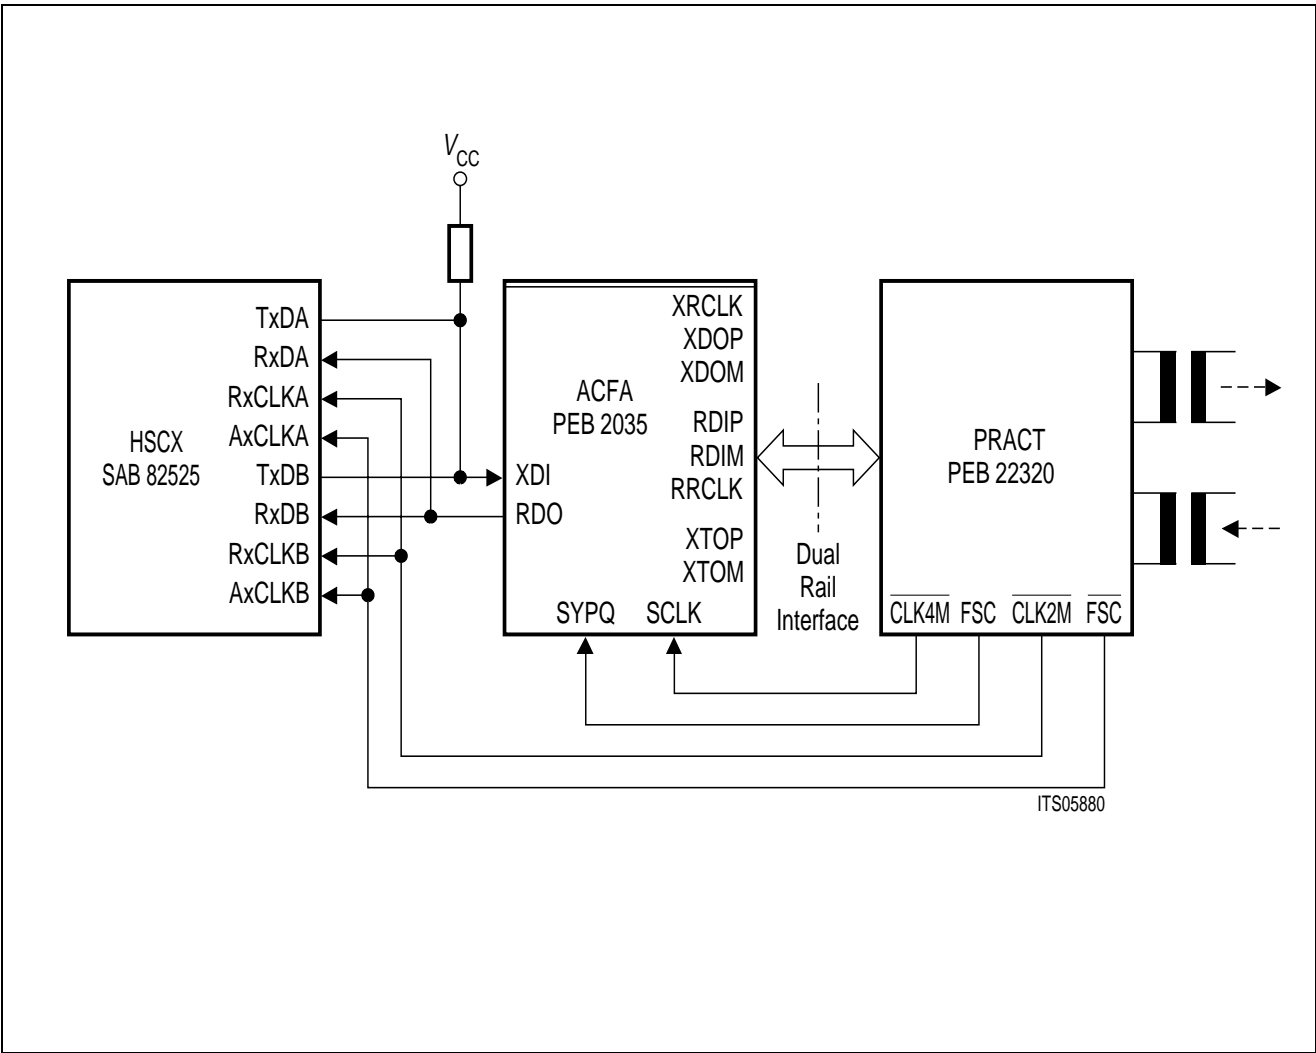 VCC
TxDA
RxDA
RxCLKA
AxCLKA
TxDB
RxDB
RxCLKB
AxCLKB
HSCX
SAB 82525
XRCLK
XDOP
XDOM
ACFA
PEB 2035
RDIP
RDIM
RRCLK
XDI
RDO
XTOP
XTOM
SYPQ SCLK
Dual
Rail
Interface
PRACT
PEB 22320
CLK4M FSC CLK2M FSC
ITS05880